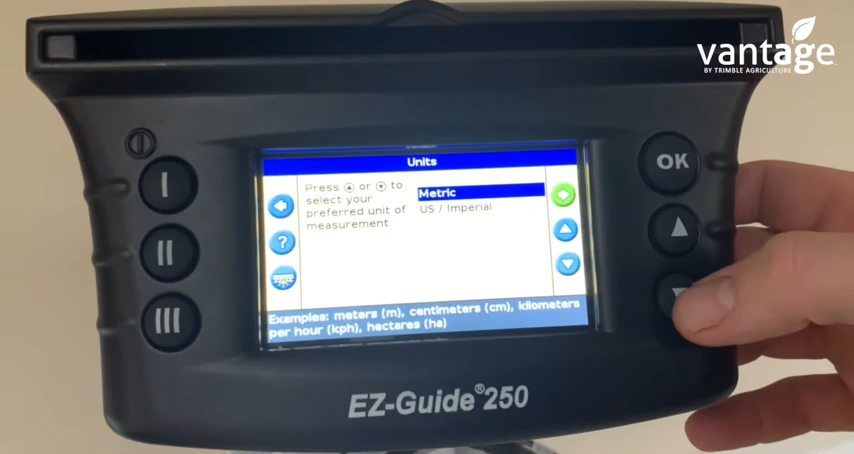 vantage
BY TRIMBLE AGRICULTURE
I
II
III
OK
Units
Press ▲ or ▼ to
select your
preferred unit of
measurement
Metric
US / Imperial
?
Examples: meters (m), centimeters (cm), kilometers
per hour (kph), hectares (ha)
EZ-Guide®250